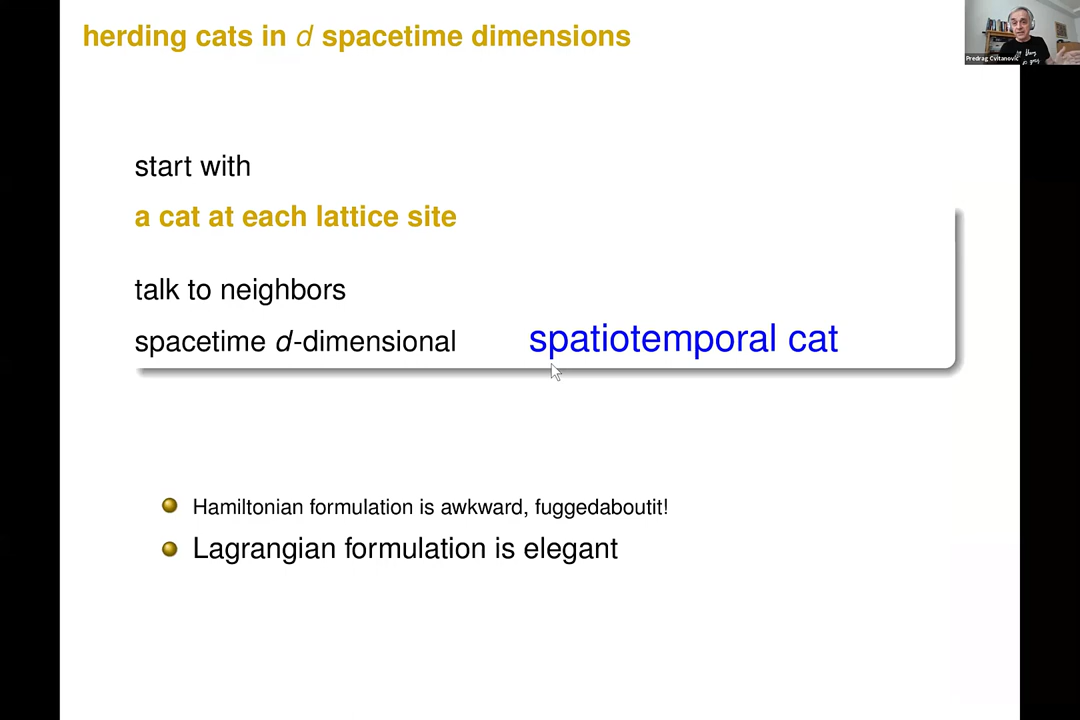 herding cats in d spacetime dimensions
Predrag Cvitanović
start with
a cat at each lattice site
talk to neighbors
spacetime d-dimensional spatiotemporal cat
Hamiltonian formulation is awkward, fuggedaboutit!
Lagrangian formulation is elegant